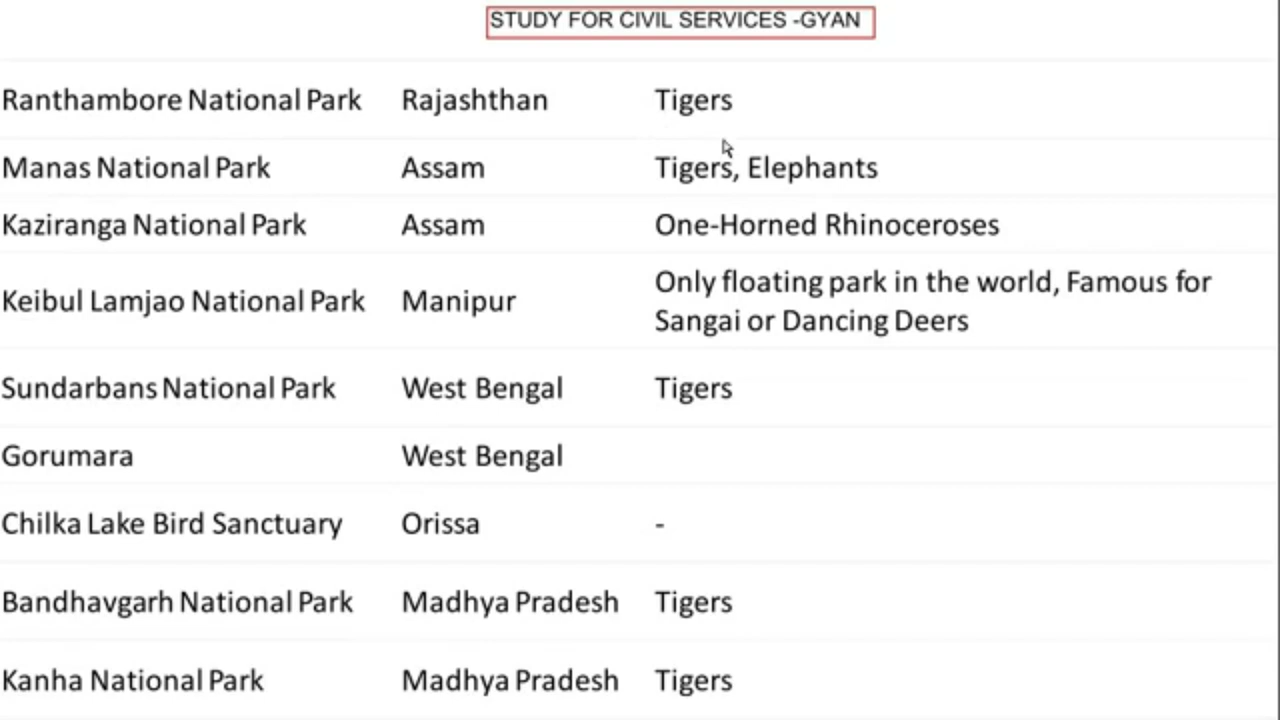 STUDY FOR CIVIL SERVICES -GYAN
Ranthambore National Park Rajashthan Tigers
Manas National Park Assam Tigers, Elephants
Kaziranga National Park Assam One-Horned Rhinoceroses
Keibul Lamjao National Park Manipur Only floating park in the world, Famous for
Sangai or Dancing Deers
Sundarbans National Park West Bengal Tigers
Gorumara West Bengal
Chilka Lake Bird Sanctuary Orissa -
Bandhavgarh National Park Madhya Pradesh Tigers
Kanha National Park Madhya Pradesh Tigers